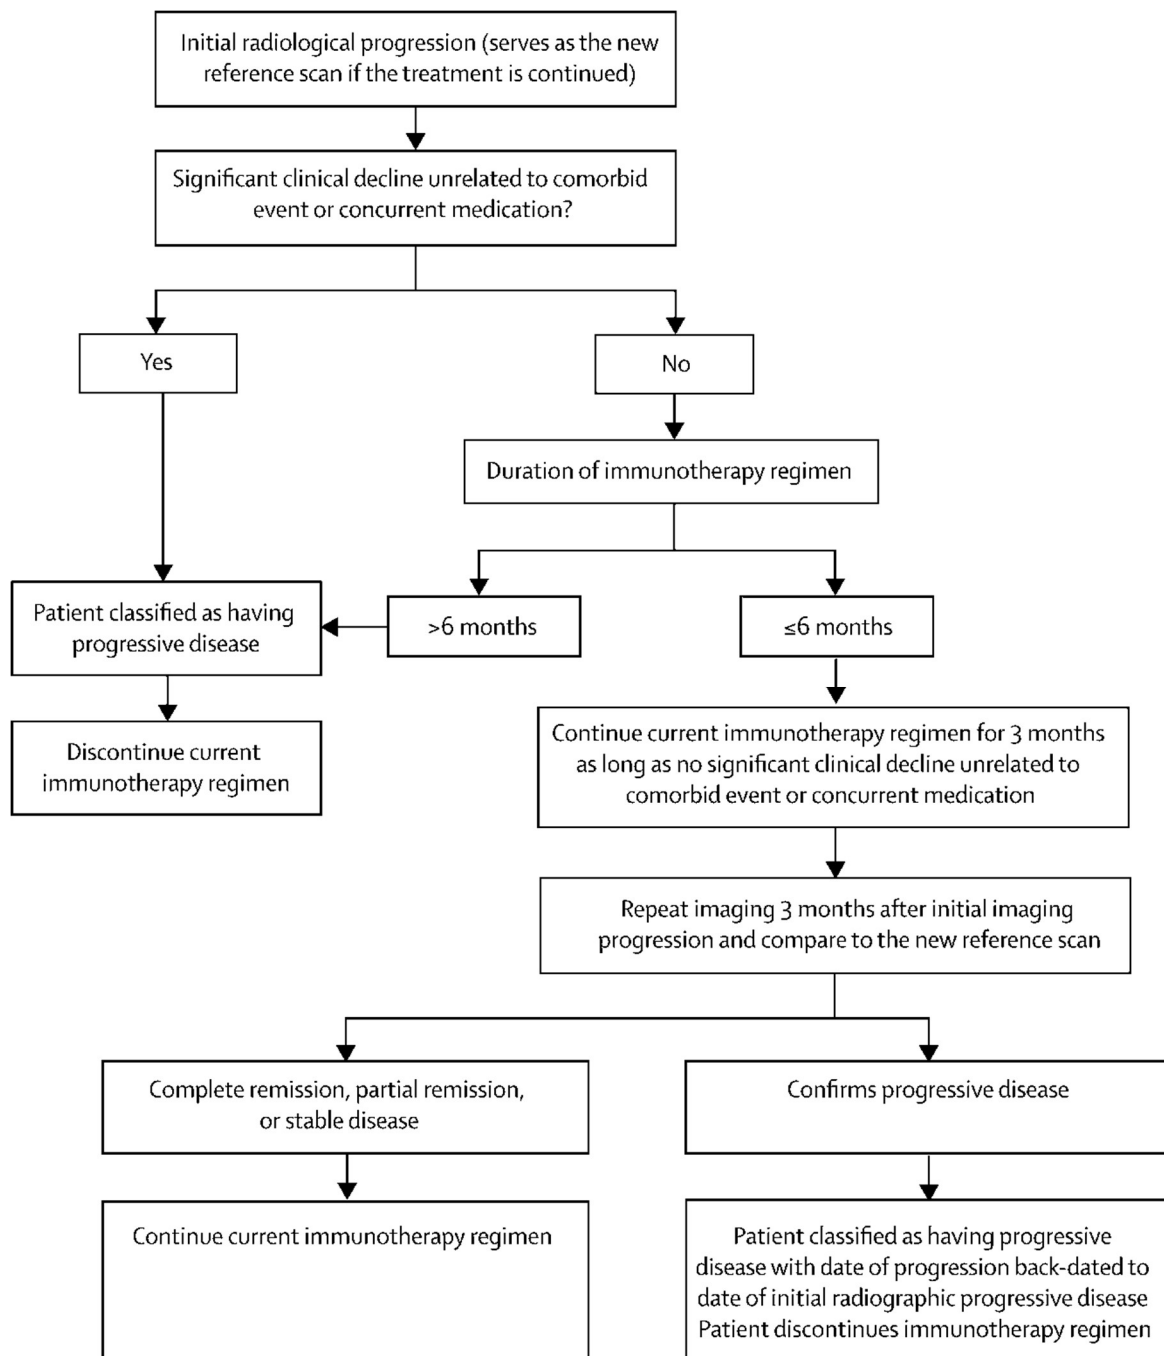 Initial radiological progression (serves as the new
reference scan if the treatment is continued)
Significant clinical decline unrelated to comorbid
event or concurrent medication?
Yes
No
Duration of immunotherapy regimen
Patient classified as having
progressive disease
>6 months
≤6 months
Discontinue current
immunotherapy regimen
Continue current immunotherapy regimen for 3 months
as long as no significant clinical decline unrelated to
comorbid event or concurrent medication
Repeat imaging 3 months after initial imaging
progression and compare to the new reference scan
Complete remission, partial remission,
or stable disease
Confirms progressive disease
Continue current immunotherapy regimen
Patient classified as having progressive
disease with date of progression back-dated to
date of initial radiographic progressive disease
Patient discontinues immunotherapy regimen